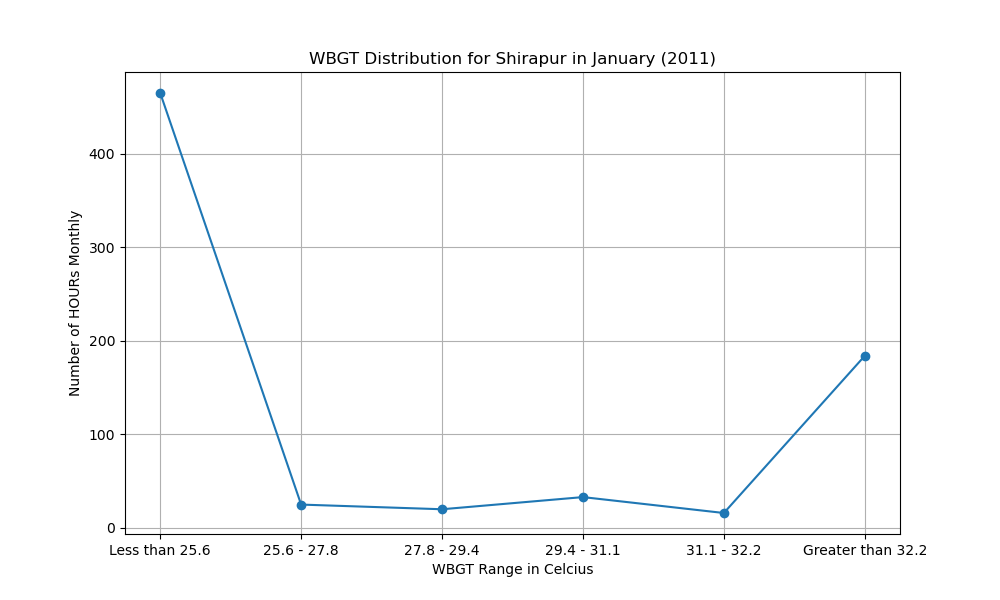 WBGT Distribution for Shirapur in January (2011)
Number of HOURs Monthly
400
300
200
100
0
Less than 25.6
25.6 - 27.8
27.8 - 29.4
29.4 - 31.1
31.1 - 32.2
Greater than 32.2
WBGT Range in Celcius